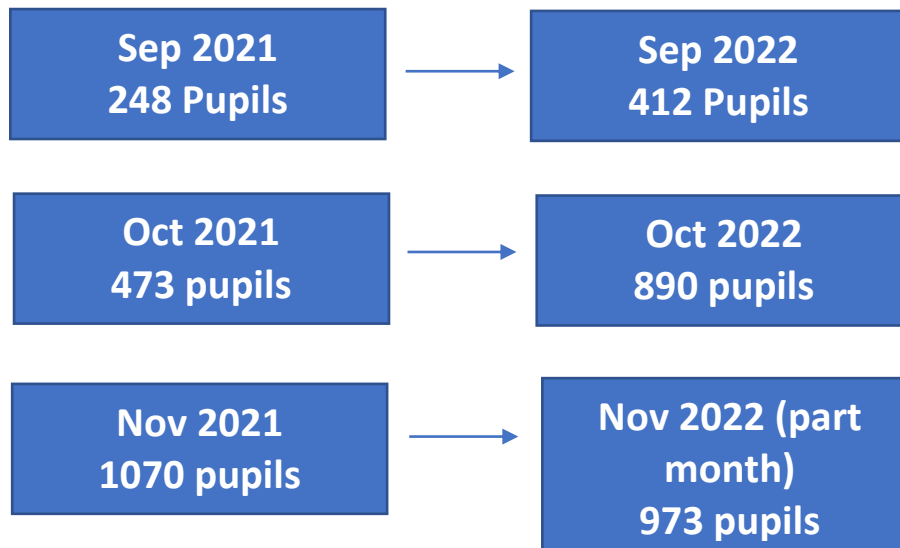 Sep 2021
248 Pupils
Sep 2022
412 Pupils
Oct 2021
473 pupils
Oct 2022
890 pupils
Nov 2021
1070 pupils
Nov 2022 (part
month)
973 pupils